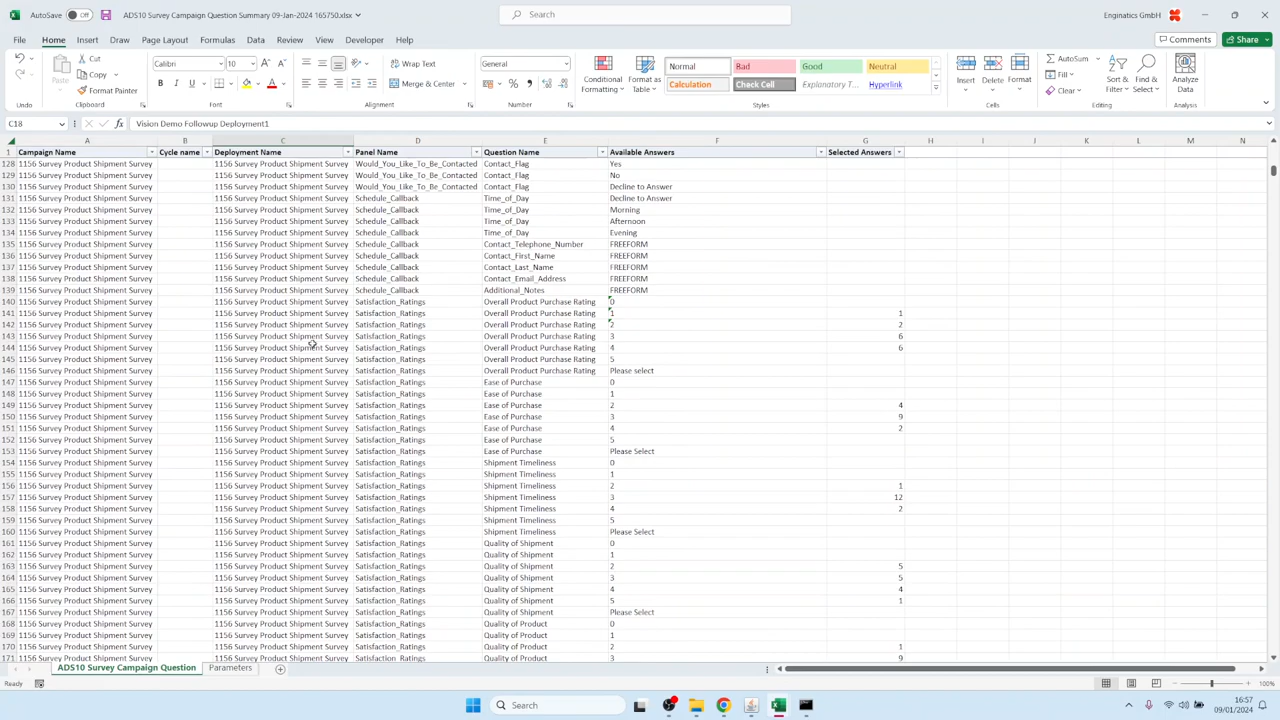 AutoSave Off ADS10 Survey Campaign Question Summary 09-Jan-2024 165750.xlsx Search Enginatics GmbH
File Home Insert Draw Page Layout Formulas Data Review View Developer Help Comments Share
Paste Cut Copy Format Painter Calibri 10 Wrap Text Merge & Center General Conditional Formatting Format as Table Normal Bad Good Neutral Calculation Check Cell Explanatory T... Hyperlink Insert Delete Format AutoSum Fill Clear Sort & Filter Find & Select Analyze Data
Undo Clipboard Font Alignment Number Styles Cells Editing Analysis
C18 Vision Demo Followup Deployment1
A B C D E F G H I J K L M N
1 Campaign Name Cycle name Deployment Name Panel Name Question Name Available Answers Selected Answers
128 1156 Survey Product Shipment Survey 1156 Survey Product Shipment Survey Would_You_Like_To_Be_Contacted Contact_Flag Yes
129 1156 Survey Product Shipment Survey 1156 Survey Product Shipment Survey Would_You_Like_To_Be_Contacted Contact_Flag No
130 1156 Survey Product Shipment Survey 1156 Survey Product Shipment Survey Would_You_Like_To_Be_Contacted Contact_Flag Decline to Answer
131 1156 Survey Product Shipment Survey 1156 Survey Product Shipment Survey Schedule_Callback Time_of_Day Decline to Answer
132 1156 Survey Product Shipment Survey 1156 Survey Product Shipment Survey Schedule_Callback Time_of_Day Morning
133 1156 Survey Product Shipment Survey 1156 Survey Product Shipment Survey Schedule_Callback Time_of_Day Afternoon
134 1156 Survey Product Shipment Survey 1156 Survey Product Shipment Survey Schedule_Callback Time_of_Day Evening
135 1156 Survey Product Shipment Survey 1156 Survey Product Shipment Survey Schedule_Callback Contact_Telephone_Number FREEFORM
136 1156 Survey Product Shipment Survey 1156 Survey Product Shipment Survey Schedule_Callback Contact_First_Name FREEFORM
137 1156 Survey Product Shipment Survey 1156 Survey Product Shipment Survey Schedule_Callback Contact_Last_Name FREEFORM
138 1156 Survey Product Shipment Survey 1156 Survey Product Shipment Survey Schedule_Callback Contact_Email_Address FREEFORM
139 1156 Survey Product Shipment Survey 1156 Survey Product Shipment Survey Schedule_Callback Additional_Notes FREEFORM
140 1156 Survey Product Shipment Survey 1156 Survey Product Shipment Survey Satisfaction_Ratings Overall Product Purchase Rating 0
141 1156 Survey Product Shipment Survey 1156 Survey Product Shipment Survey Satisfaction_Ratings Overall Product Purchase Rating 1 1
142 1156 Survey Product Shipment Survey 1156 Survey Product Shipment Survey Satisfaction_Ratings Overall Product Purchase Rating 2 2
143 1156 Survey Product Shipment Survey 1156 Survey Product Shipment Survey Satisfaction_Ratings Overall Product Purchase Rating 3 6
144 1156 Survey Product Shipment Survey 1156 Survey Product Shipment Survey Satisfaction_Ratings Overall Product Purchase Rating 4 6
145 1156 Survey Product Shipment Survey 1156 Survey Product Shipment Survey Satisfaction_Ratings Overall Product Purchase Rating 5
146 1156 Survey Product Shipment Survey 1156 Survey Product Shipment Survey Satisfaction_Ratings Overall Product Purchase Rating Please select
147 1156 Survey Product Shipment Survey 1156 Survey Product Shipment Survey Satisfaction_Ratings Ease of Purchase 0
148 1156 Survey Product Shipment Survey 1156 Survey Product Shipment Survey Satisfaction_Ratings Ease of Purchase 1
149 1156 Survey Product Shipment Survey 1156 Survey Product Shipment Survey Satisfaction_Ratings Ease of Purchase 2 4
150 1156 Survey Product Shipment Survey 1156 Survey Product Shipment Survey Satisfaction_Ratings Ease of Purchase 3 9
151 1156 Survey Product Shipment Survey 1156 Survey Product Shipment Survey Satisfaction_Ratings Ease of Purchase 4 2
152 1156 Survey Product Shipment Survey 1156 Survey Product Shipment Survey Satisfaction_Ratings Ease of Purchase 5
153 1156 Survey Product Shipment Survey 1156 Survey Product Shipment Survey Satisfaction_Ratings Ease of Purchase Please Select
154 1156 Survey Product Shipment Survey 1156 Survey Product Shipment Survey Satisfaction_Ratings Shipment Timeliness 0
155 1156 Survey Product Shipment Survey 1156 Survey Product Shipment Survey Satisfaction_Ratings Shipment Timeliness 1
156 1156 Survey Product Shipment Survey 1156 Survey Product Shipment Survey Satisfaction_Ratings Shipment Timeliness 2 1
157 1156 Survey Product Shipment Survey 1156 Survey Product Shipment Survey Satisfaction_Ratings Shipment Timeliness 3 12
158 1156 Survey Product Shipment Survey 1156 Survey Product Shipment Survey Satisfaction_Ratings Shipment Timeliness 4 2
159 1156 Survey Product Shipment Survey 1156 Survey Product Shipment Survey Satisfaction_Ratings Shipment Timeliness 5
160 1156 Survey Product Shipment Survey 1156 Survey Product Shipment Survey Satisfaction_Ratings Shipment Timeliness Please Select
161 1156 Survey Product Shipment Survey 1156 Survey Product Shipment Survey Satisfaction_Ratings Quality of Shipment 0
162 1156 Survey Product Shipment Survey 1156 Survey Product Shipment Survey Satisfaction_Ratings Quality of Shipment 1
163 1156 Survey Product Shipment Survey 1156 Survey Product Shipment Survey Satisfaction_Ratings Quality of Shipment 2 5
164 1156 Survey Product Shipment Survey 1156 Survey Product Shipment Survey Satisfaction_Ratings Quality of Shipment 3 5
165 1156 Survey Product Shipment Survey 1156 Survey Product Shipment Survey Satisfaction_Ratings Quality of Shipment 4 4
166 1156 Survey Product Shipment Survey 1156 Survey Product Shipment Survey Satisfaction_Ratings Quality of Shipment 5 1
167 1156 Survey Product Shipment Survey 1156 Survey Product Shipment Survey Satisfaction_Ratings Quality of Shipment Please Select
168 1156 Survey Product Shipment Survey 1156 Survey Product Shipment Survey Satisfaction_Ratings Quality of Product 0
169 1156 Survey Product Shipment Survey 1156 Survey Product Shipment Survey Satisfaction_Ratings Quality of Product 1
170 1156 Survey Product Shipment Survey 1156 Survey Product Shipment Survey Satisfaction_Ratings Quality of Product 2 1
171 1156 Survey Product Shipment Survey 1156 Survey Product Shipment Survey Satisfaction_Ratings Quality of Product 3 9
ADS10 Survey Campaign Question Parameters
Ready 100%
Search 16:57
09/01/2024